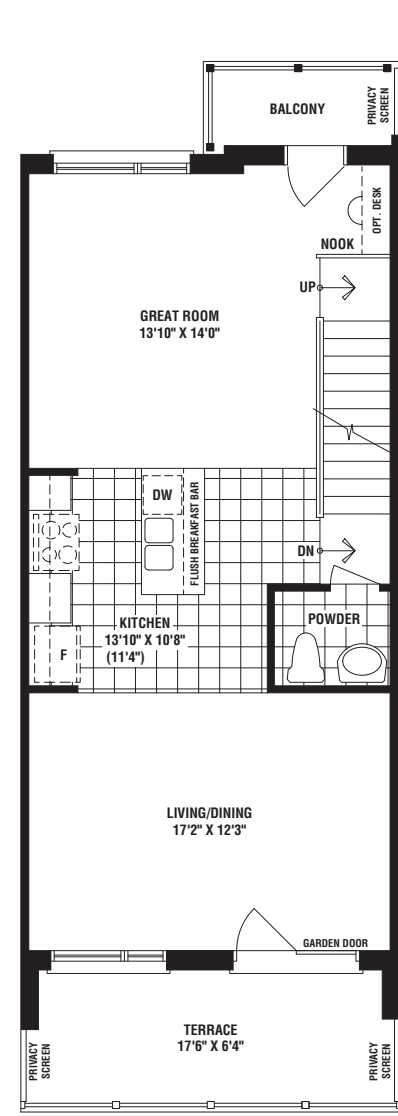 BALCONY
PRIVACY
SCREEN
OPT. DESK
NOOK
UP
GREAT ROOM
13'10" X 14'0"
DW
FLUSH BREAKFAST BAR
DN
KITCHEN
13'10" X 10'8"
(11'4")
F
POWDER
LIVING/DINING
17'2" X 12'3"
GARDEN DOOR
TERRACE
17'6" X 6'4"
PRIVACY
SCREEN
PRIVACY
SCREEN